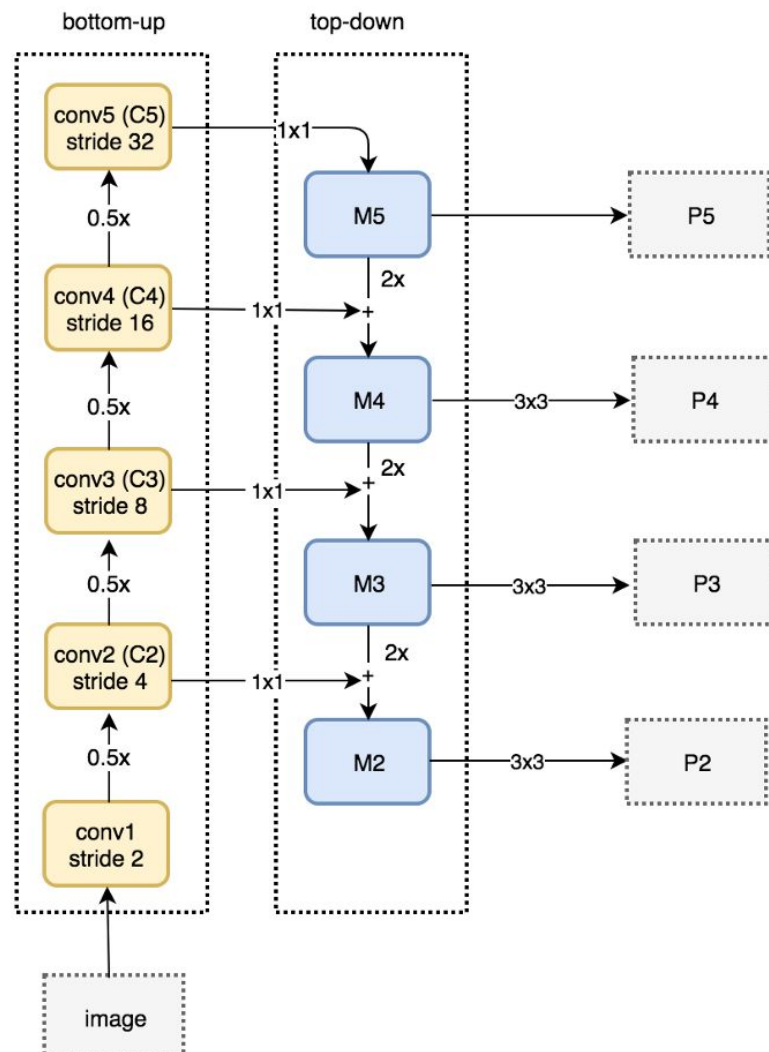 bottom-up
top-down
conv5 (C5)
stride 32
1x1
M5
P5
0.5x
2x
conv4 (C4)
stride 16
1x1
+
M4
3x3
P4
0.5x
2x
conv3 (C3)
stride 8
1x1
+
M3
3x3
P3
0.5x
2x
conv2 (C2)
stride 4
1x1
+
M2
3x3
P2
0.5x
conv1
stride 2
image